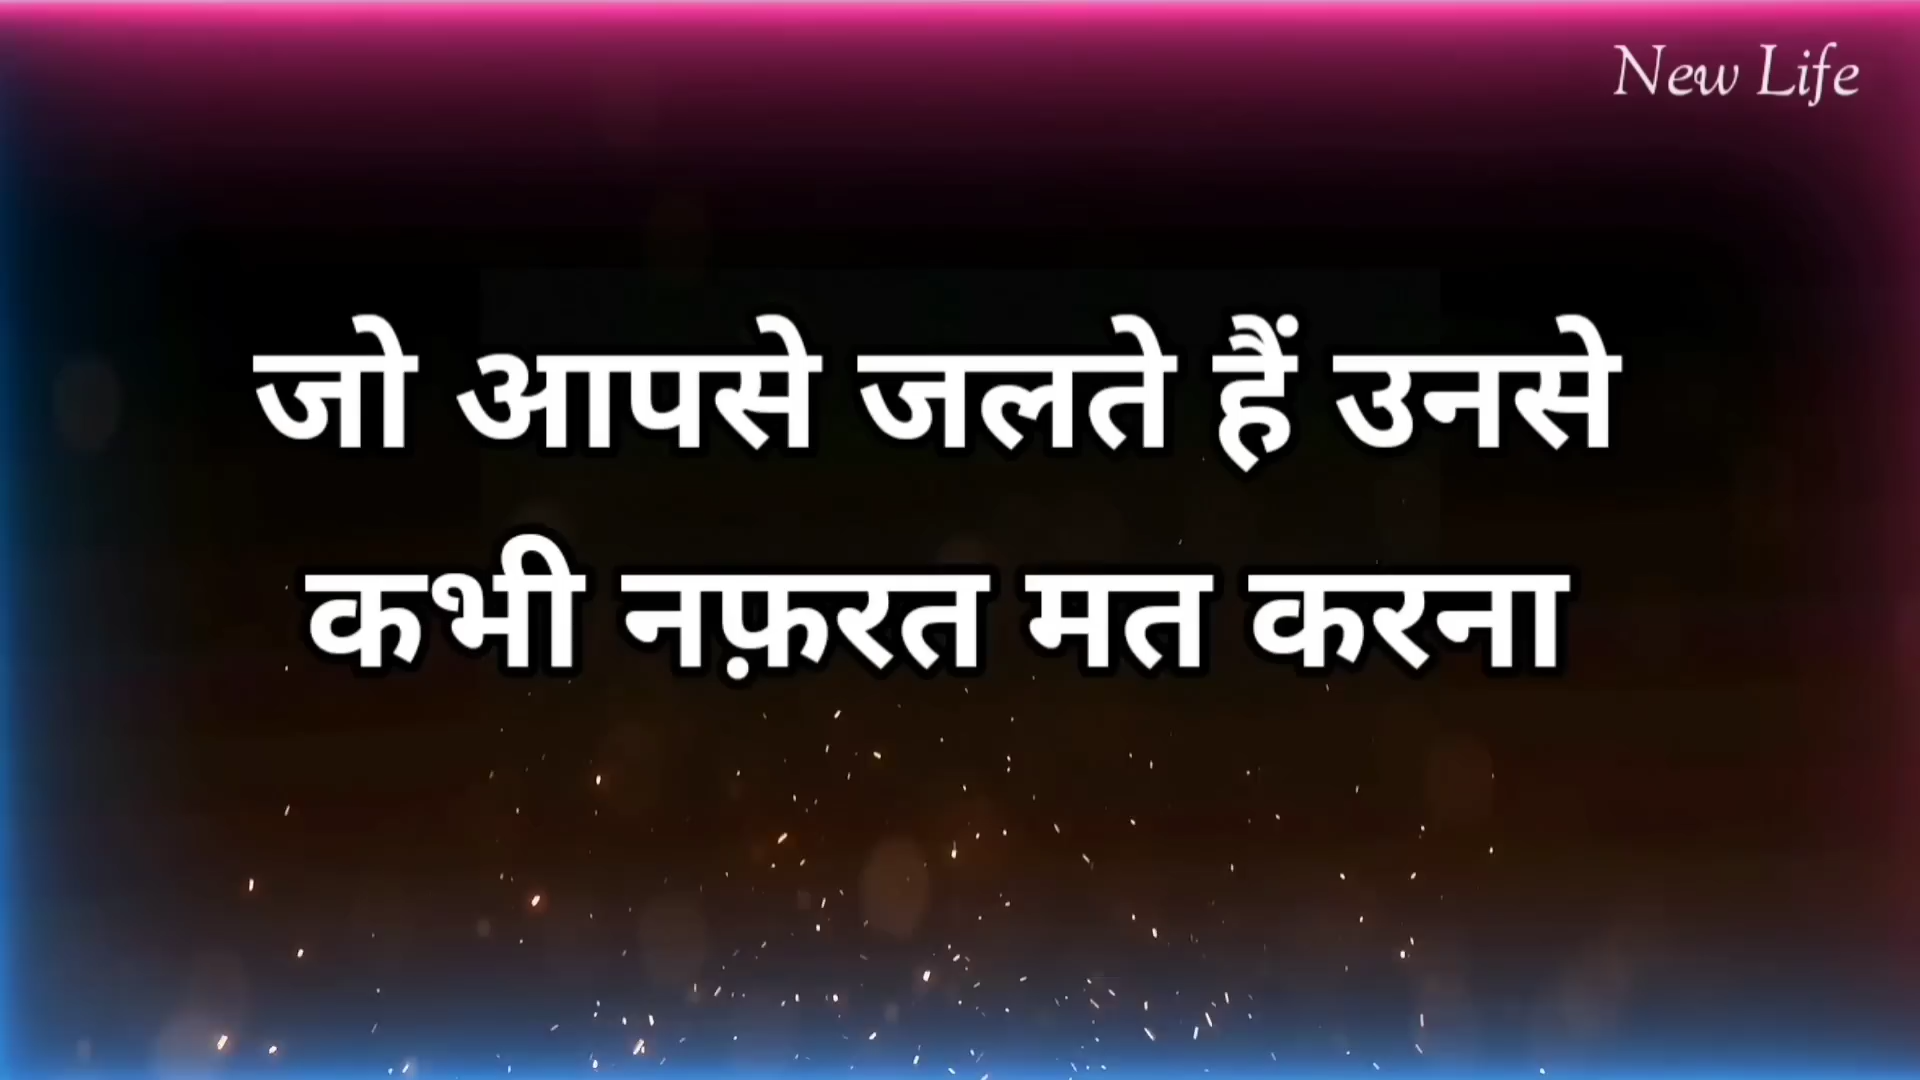 New Life
जो आपसे जलते हैं उनसे
कभी नफ़रत मत करना